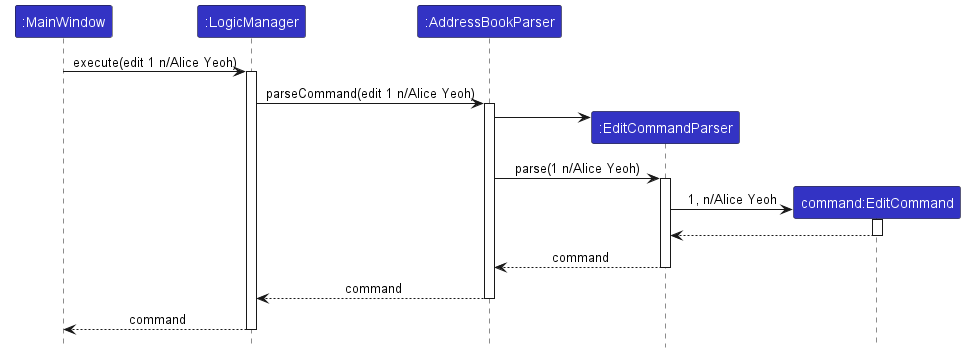 :MainWindow
:LogicManager
:AddressBookParser
execute(edit 1 n/Alice Yeoh)
parseCommand(edit 1 n/Alice Yeoh)
:EditCommandParser
parse(1 n/Alice Yeoh)
1, n/Alice Yeoh
command:EditCommand
command
command
command